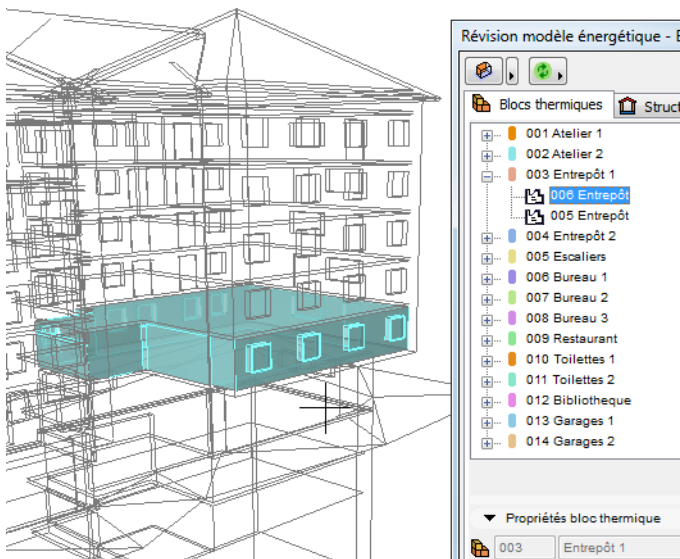 Révision modèle énergétique - E
Blocs thermiques Struct
001 Atelier 1
002 Atelier 2
003 Entrepôt 1
006 Entrepôt
005 Entrepôt
004 Entrepôt 2
005 Escaliers
006 Bureau 1
007 Bureau 2
008 Bureau 3
009 Restaurant
010 Toilettes 1
011 Toilettes 2
012 Bibliotheque
013 Garages 1
014 Garages 2
Propriétés bloc thermique
003 Entrepôt 1